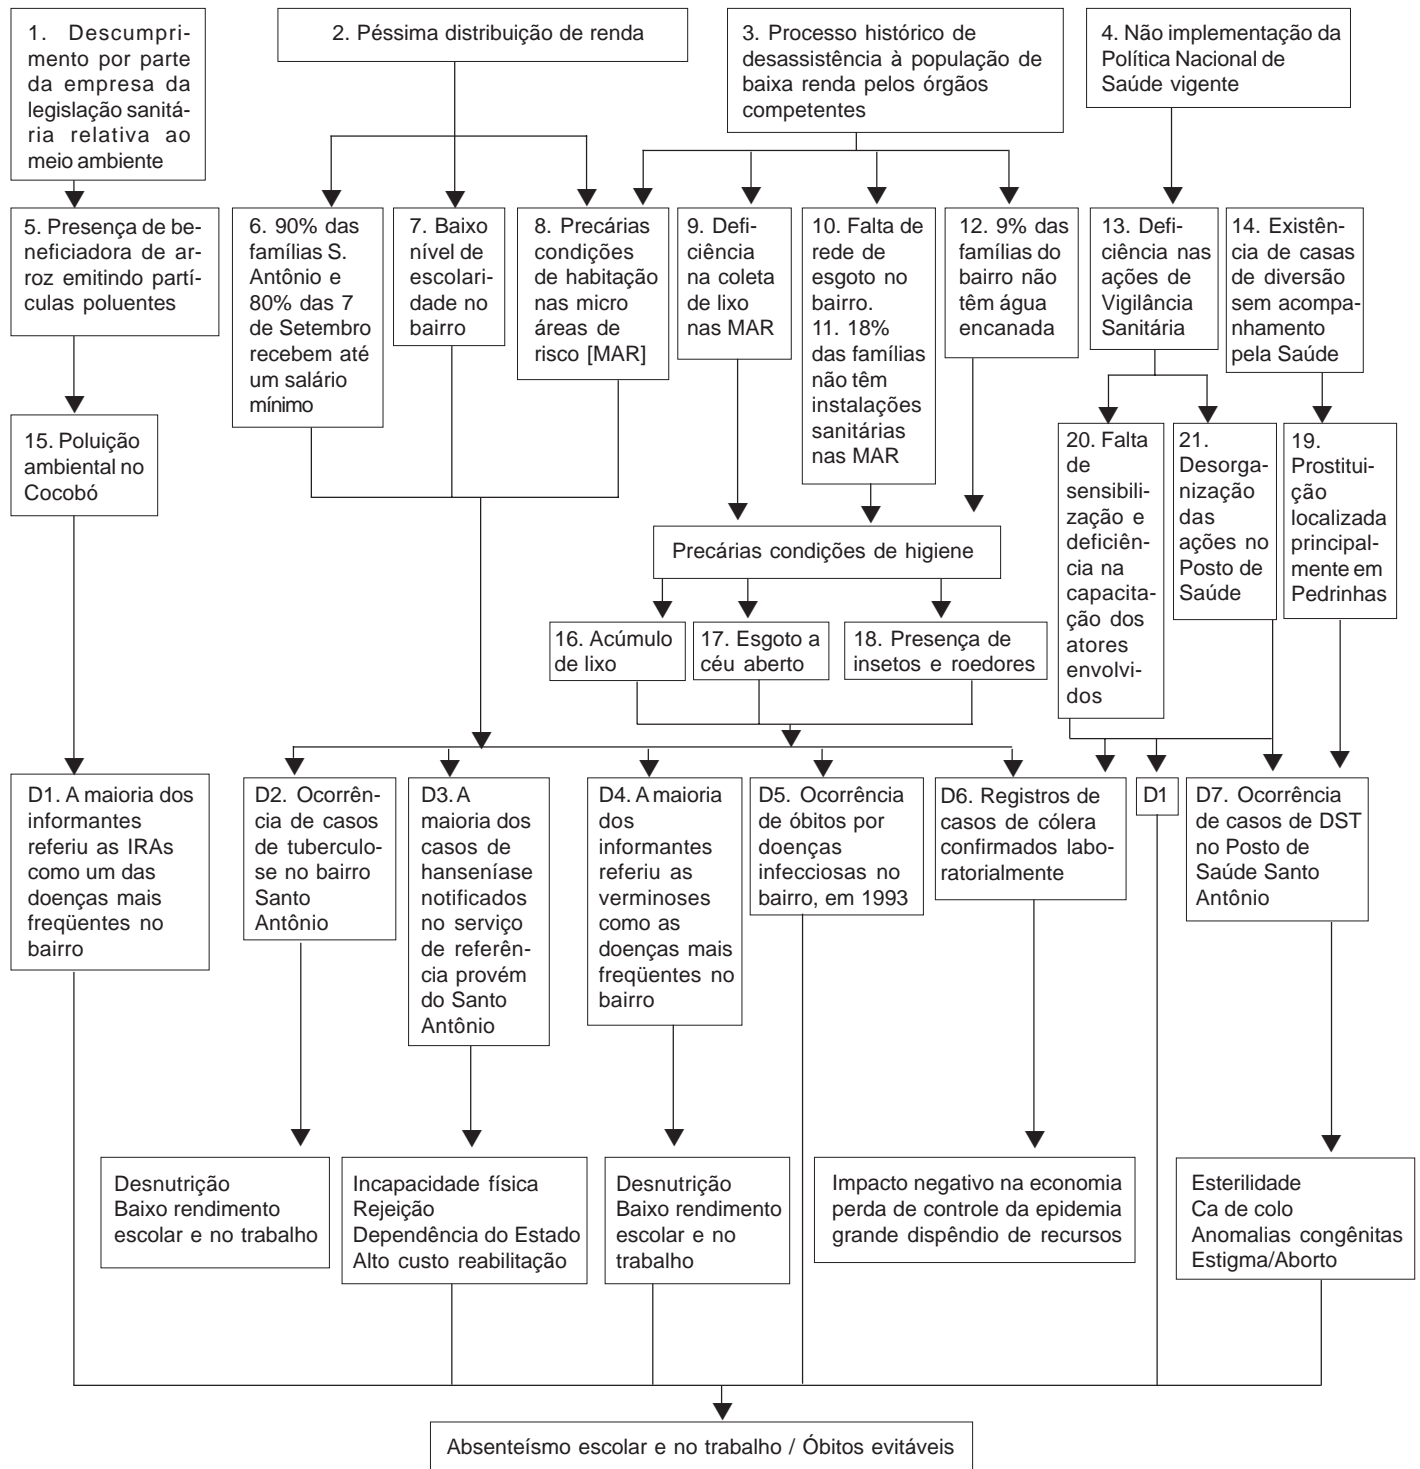 1. Descumpri-
mento por parte
da empresa da
legislação sanitá-
ria relativa ao
meio ambiente
2. Péssima distribuição de renda
3. Processo histórico de
desassistência à população de
baixa renda pelos órgãos
competentes
4. Não implementação da
Política Nacional de
Saúde vigente
5. Presença de be-
neficiadora de ar-
roz emitindo partí-
culas poluentes
6. 90% das
famílias S.
Antônio e
80% das 7
de Setembro
recebem até
um salário
mínimo
7. Baixo
nível de
escolari-
dade no
bairro
8. Precárias
condições
de habitação
nas micro
áreas de
risco [MAR]
9. Defi-
ciência
na coleta
de lixo
nas MAR
10. Falta de
rede de
esgoto no
bairro.
11. 18%
das famílias
não têm
instalações
sanitárias
nas MAR
12. 9% das
famílias do
bairro não
têm água
encanada
13. Defi-
ciência nas
ações de
Vigilância
Sanitária
14. Existên-
cia de casas
de diversão
sem acompa-
nhamento
pela Saúde
15. Poluição
ambiental no
Cocobó
20. Falta
de
sensibili-
zação e
deficiên-
cia na
capacita-
ção dos
atores
envolvi-
dos
21.
Desorga-
nização
das
ações no
Posto de
Saúde
19.
Prostitui-
ção
localizada
principal-
mente em
Pedrinhas
Precárias condições de higiene
16. Acúmulo
de lixo
17. Esgoto a
céu aberto
18. Presença de
insetos e roedores
D1. A maioria dos
informantes
referiu as IRAs
como um das
doenças mais
freqüentes no
bairro
D2. Ocorrên-
cia de casos
de tuberculo-
se no bairro
Santo
Antônio
D3. A
maioria dos
casos de
hanseníase
notificados
no serviço
de referên-
cia provém
do Santo
Antônio
D4. A maioria
dos
informantes
referiu as
verminoses
como as
doenças mais
freqüentes no
bairro
D5. Ocorrência
de óbitos por
doenças
infecciosas no
bairro, em 1993
D6. Registros de
casos de cólera
confirmados labo-
ratorialmente
D1
D7. Ocorrência
de casos de DST
no Posto de
Saúde Santo
Antônio
Desnutrição
Baixo rendimento
escolar e no trabalho
Incapacidade física
Rejeição
Dependência do Estado
Alto custo reabilitação
Desnutrição
Baixo rendimento
escolar e no
trabalho
Impacto negativo na economia
perda de controle da epidemia
grande dispêndio de recursos
Esterilidade
Ca de colo
Anomalias congênitas
Estigma/Aborto
Absenteísmo escolar e no trabalho / Óbitos evitáveis